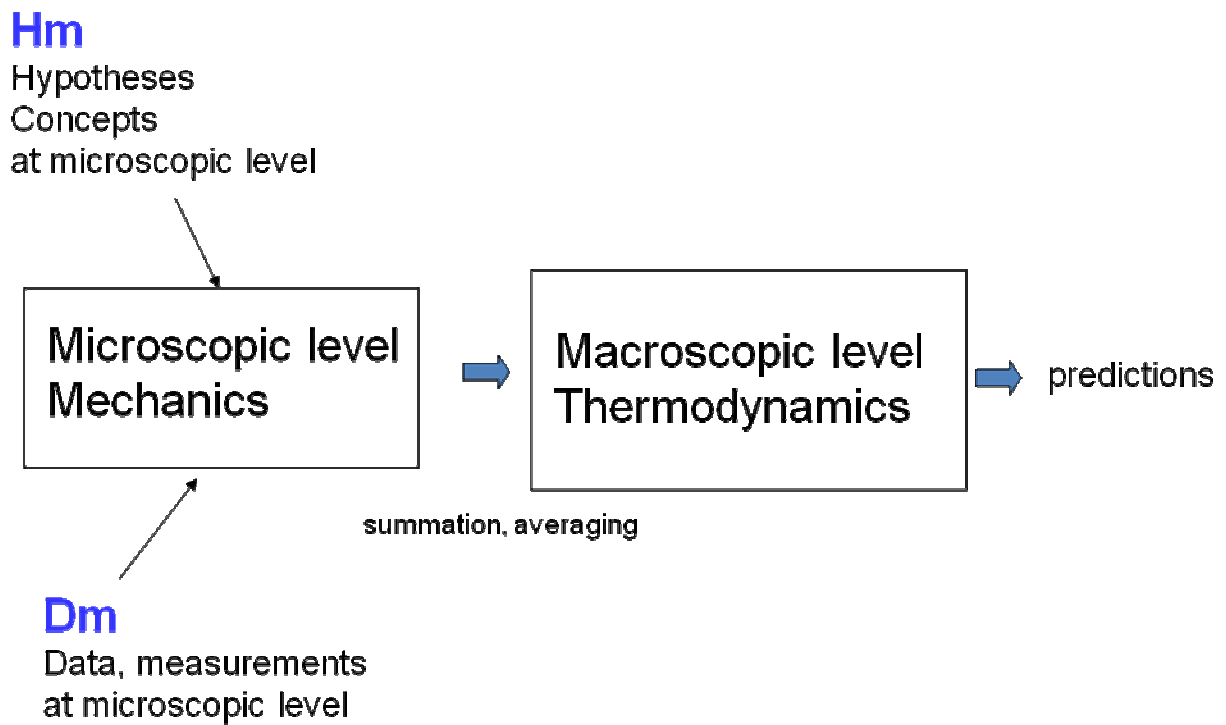 Hm
Hypotheses
Concepts
at microscopic level
Microscopic level
Mechanics
Macroscopic level
Thermodynamics
predictions
summation, averaging
Dm
Data, measurements
at microscopic level